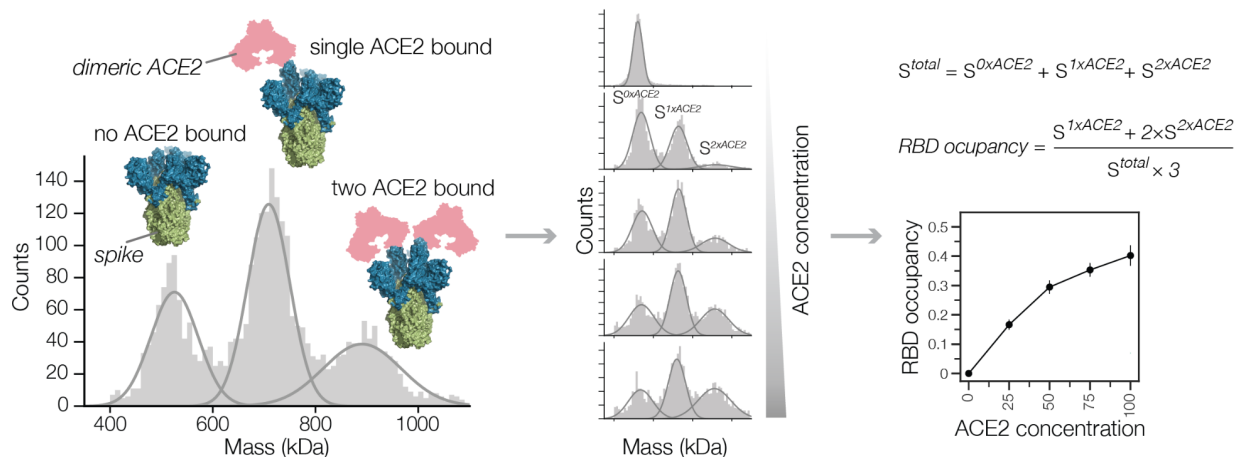 dimeric ACE2
single ACE2 bound
no ACE2 bound
two ACE2 bound
spike
Counts
140
120
100
80
60
40
20
0
400
600
800
1000
Mass (kDa)
S^0xACE2
S^1xACE2
S^2xACE2
Counts
Mass (kDa)
ACE2 concentration
S^total = S^0xACE2 + S^1xACE2 + S^2xACE2
RBD ocupancy = S^1xACE2 + 2×S^2xACE2
S^total × 3
RBD occupancy
0.5
0.4
0.3
0.2
0.1
0
0
25
50
75
100
ACE2 concentration